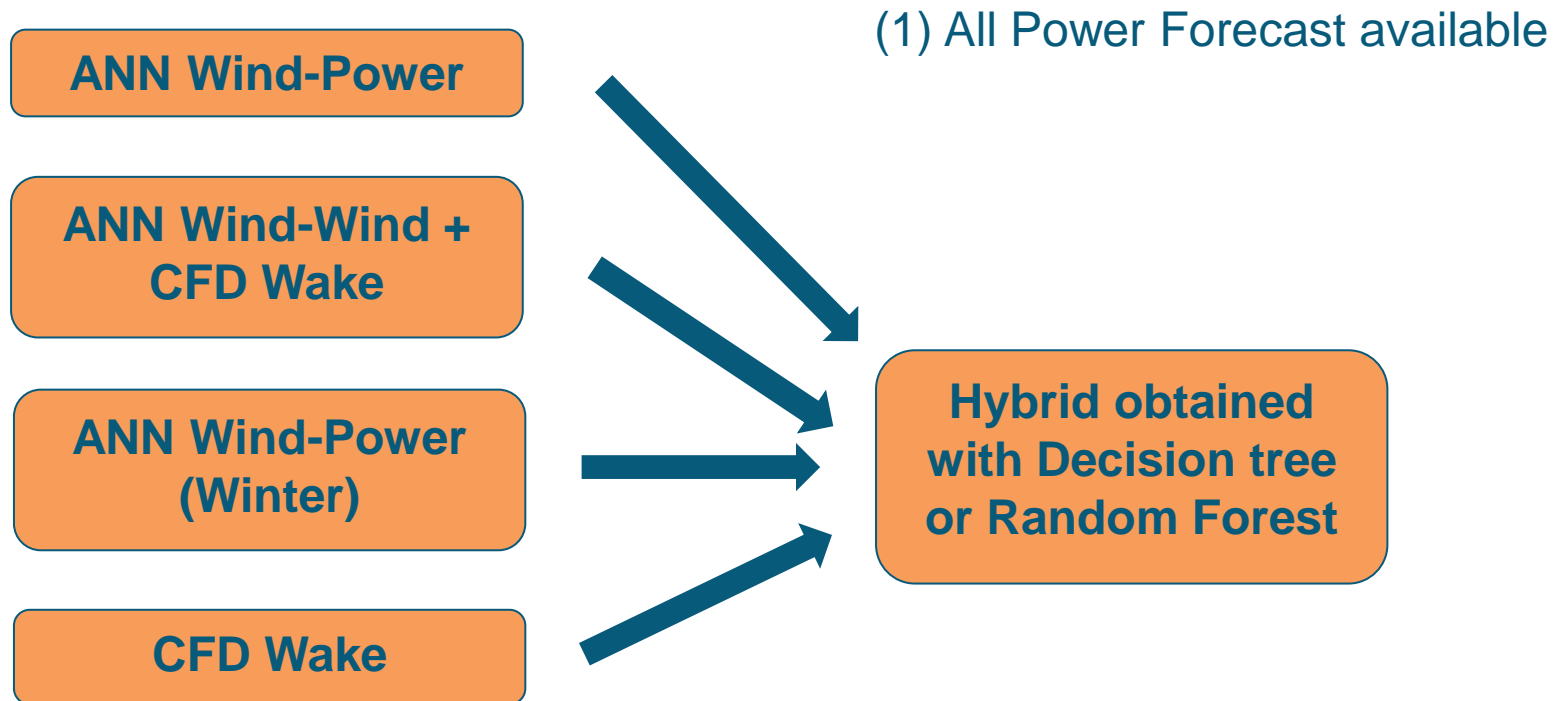 (1) All Power Forecast available
ANN Wind-Power
ANN Wind-Wind +
CFD Wake
ANN Wind-Power
(Winter)
CFD Wake
Hybrid obtained
with Decision tree
or Random Forest